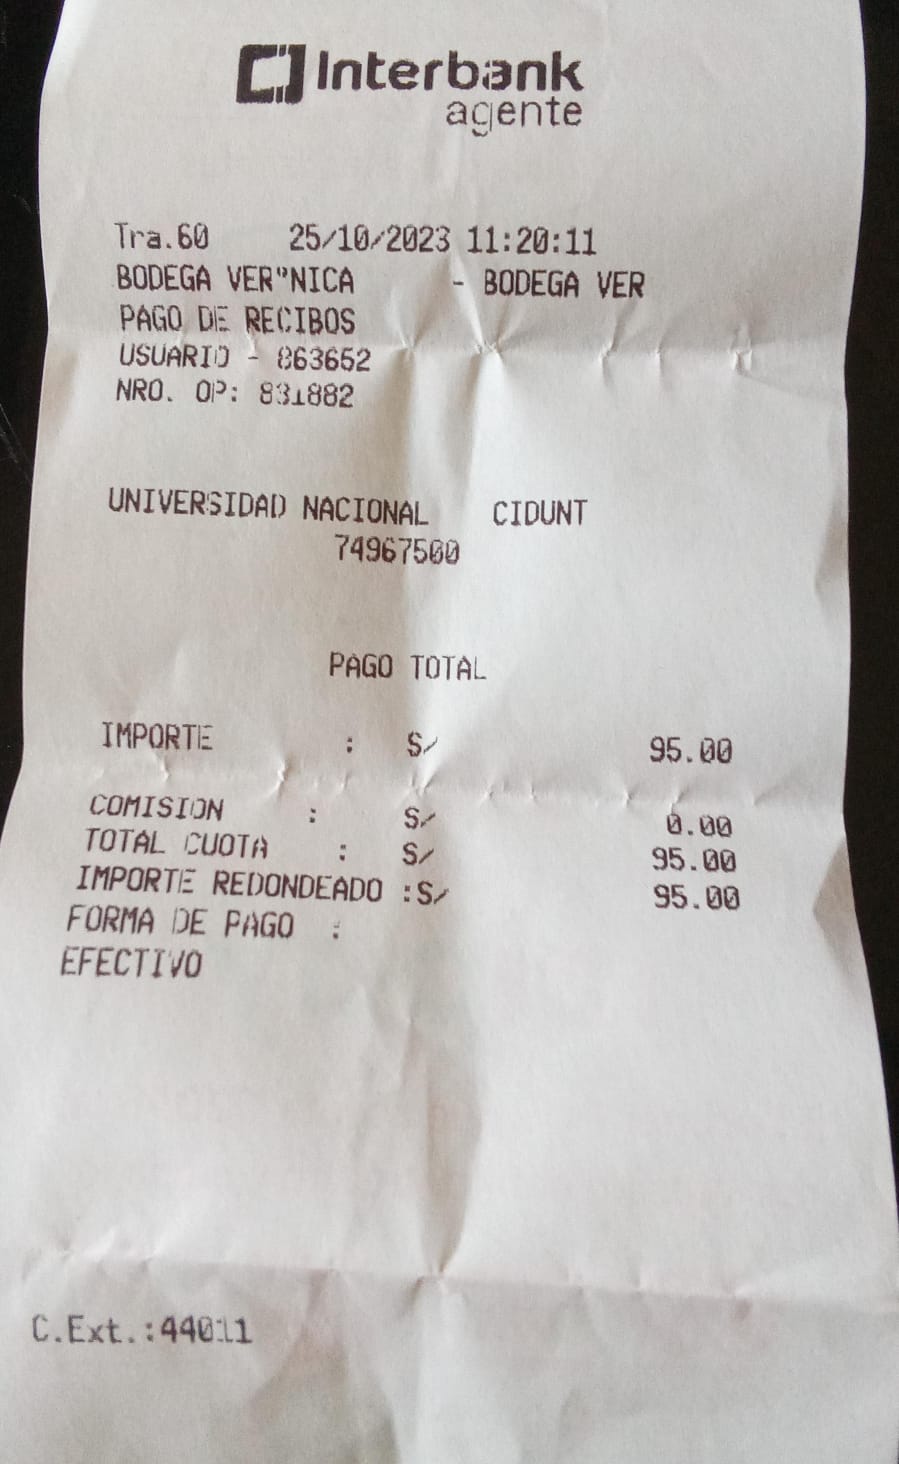 Interbank
agente
Tra.60 25/10/2023 11:20:11
BODEGA VER"NICA - BODEGA VER
PAGO DE RECIBOS
USUARIO - 863652
NRO. OP: 831882
UNIVERSIDAD NACIONAL CIDUNT
74967500
PAGO TOTAL
IMPORTE : S/ 95.00
COMISION : S/ 0.00
TOTAL CUOTA : S/ 95.00
IMPORTE REDONDEADO :S/ 95.00
FORMA DE PAGO :
EFECTIVO
C.Ext.:44011